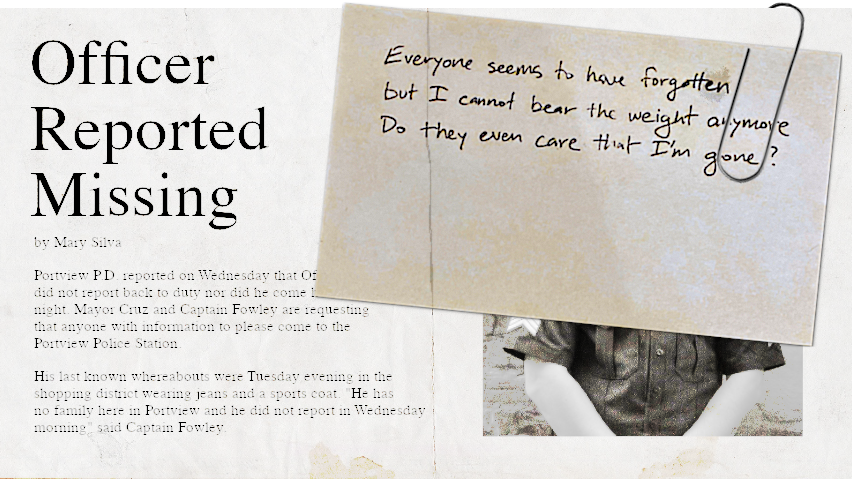 Officer
Reported
Missing
by Mary Silva
Portview P.D. reported on Wednesday that
did not report back to duty nor did he come
night. Mayor Cruz and Captain Fowley are requesting
that anyone with information to please come to the
Portview Police Station.
His last known whereabouts were Tuesday evening in the
shopping district wearing jeans and a sports coat. "He has
no family here in Portview and he did not report in Wednesday
morning" said Captain Fowley.
Everyone seems to have forgotten
but I cannot bear the weight anymore
Do they even care that I'm gone?